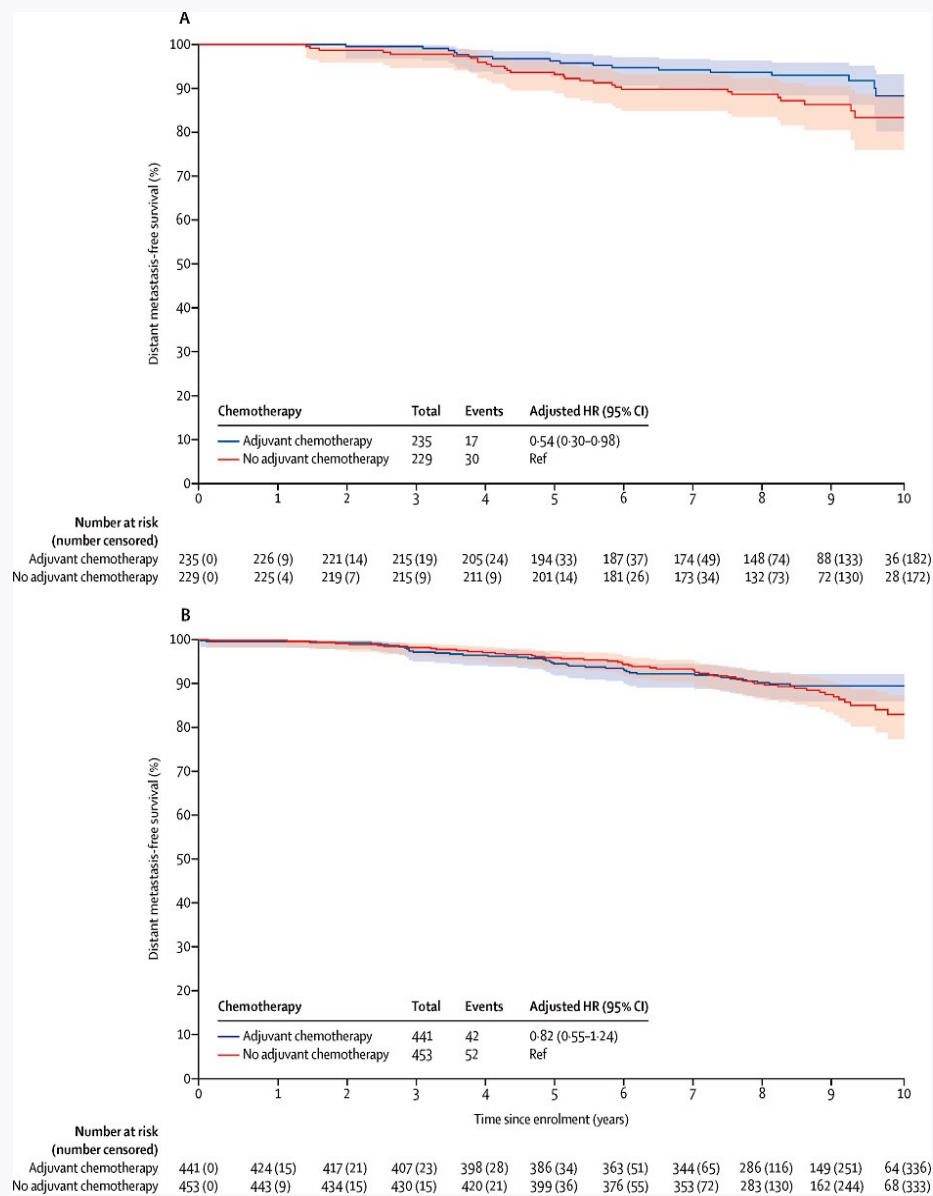 A
100
90
80
70
60
50
40
30
20
10
0
Distant metastasis-free survival (%)
Chemotherapy Total Events Adjusted HR (95% CI)
Adjuvant chemotherapy 235 17 0·54 (0·30–0·98)
No adjuvant chemotherapy 229 30 Ref
0 1 2 3 4 5 6 7 8 9 10
Number at risk
(number censored)
Adjuvant chemotherapy 235 (0) 226 (9) 221 (14) 215 (19) 205 (24) 194 (33) 187 (37) 174 (49) 148 (74) 88 (133) 36 (182)
No adjuvant chemotherapy 229 (0) 225 (4) 219 (7) 215 (9) 211 (9) 201 (14) 181 (26) 173 (34) 132 (73) 72 (130) 28 (172)
B
100
90
80
70
60
50
40
30
20
10
0
Distant metastasis-free survival (%)
Chemotherapy Total Events Adjusted HR (95% CI)
Adjuvant chemotherapy 441 42 0·82 (0·55–1·24)
No adjuvant chemotherapy 453 52 Ref
0 1 2 3 4 5 6 7 8 9 10
Time since enrolment (years)
Number at risk
(number censored)
Adjuvant chemotherapy 441 (0) 424 (15) 417 (21) 407 (23) 398 (28) 386 (34) 363 (51) 344 (65) 286 (116) 149 (251) 64 (336)
No adjuvant chemotherapy 453 (0) 443 (9) 434 (15) 430 (15) 420 (21) 399 (36) 376 (55) 353 (72) 283 (130) 162 (244) 68 (333)